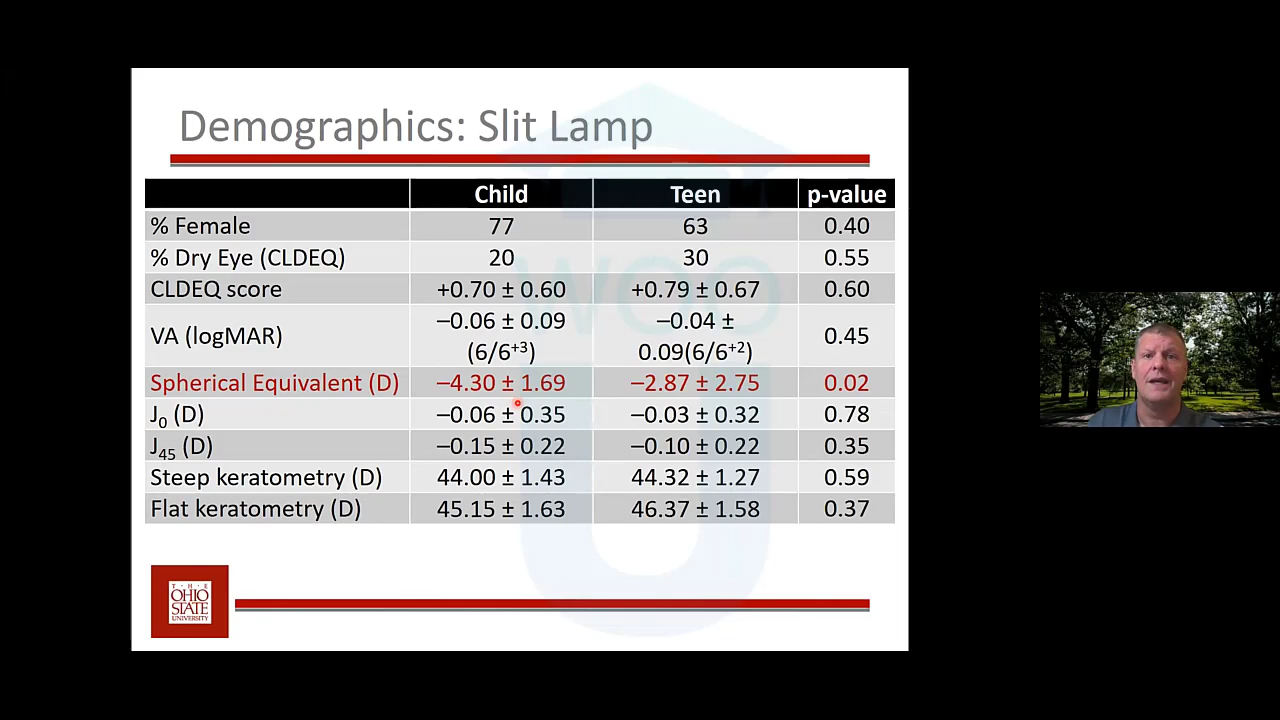 Demographics: Slit Lamp
Child Teen p-value
% Female 77 63 0.40
% Dry Eye (CLDEQ) 20 30 0.55
CLDEQ score +0.70 ± 0.60 +0.79 ± 0.67 0.60
VA (logMAR) –0.06 ± 0.09 (6/6+3) –0.04 ± 0.09(6/6+2) 0.45
Spherical Equivalent (D) –4.30 ± 1.69 –2.87 ± 2.75 0.02
J0 (D) –0.06 ± 0.35 –0.03 ± 0.32 0.78
J45 (D) –0.15 ± 0.22 –0.10 ± 0.22 0.35
Steep keratometry (D) 44.00 ± 1.43 44.32 ± 1.27 0.59
Flat keratometry (D) 45.15 ± 1.63 46.37 ± 1.58 0.37
WOO
U
T · H · E
OHIO
STATE
UNIVERSITY